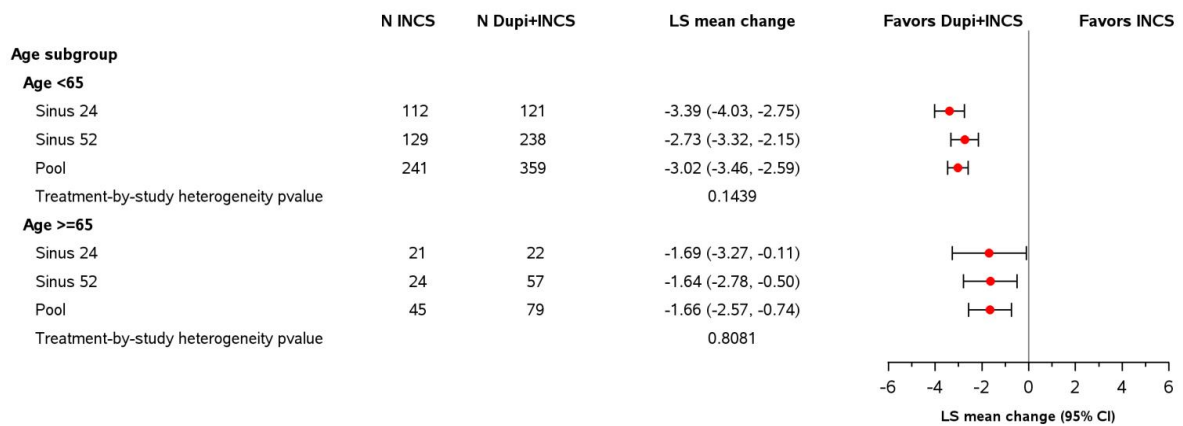 N INCS N Dupi+INCS LS mean change Favors Dupi+INCS Favors INCS
Age subgroup
Age <65
Sinus 24 112 121 -3.39 (-4.03, -2.75)
Sinus 52 129 238 -2.73 (-3.32, -2.15)
Pool 241 359 -3.02 (-3.46, -2.59)
Treatment-by-study heterogeneity pvalue 0.1439
Age >=65
Sinus 24 21 22 -1.69 (-3.27, -0.11)
Sinus 52 24 57 -1.64 (-2.78, -0.50)
Pool 45 79 -1.66 (-2.57, -0.74)
Treatment-by-study heterogeneity pvalue 0.8081
-6 -4 -2 0 2 4 6
LS mean change (95% CI)